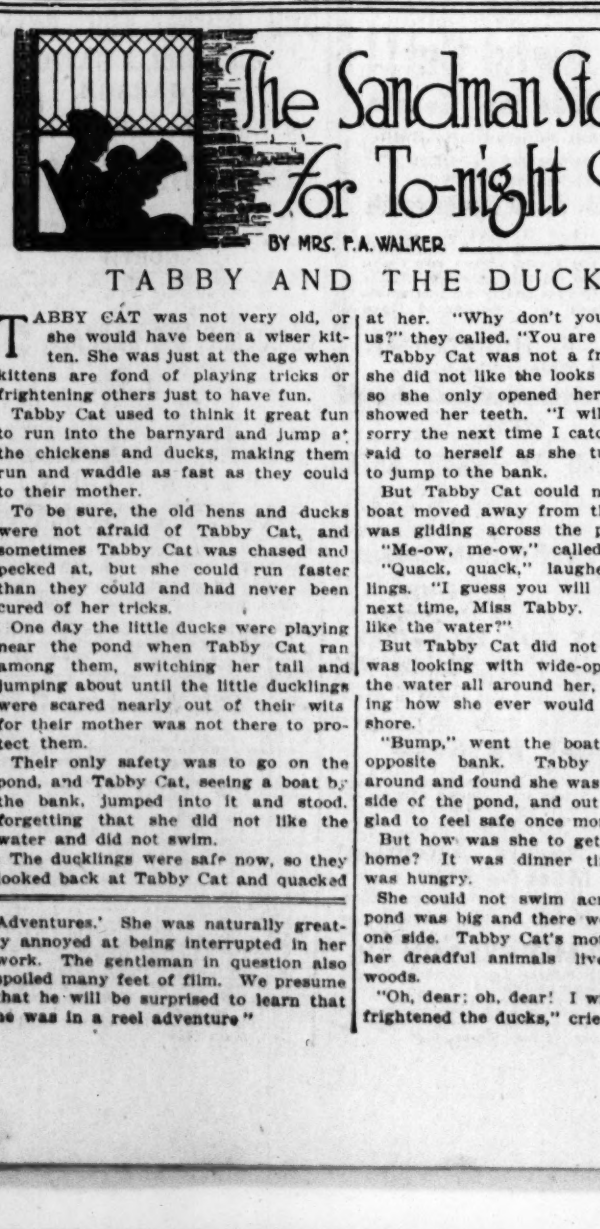 The Sandman Sto
for To-night
BY MRS. F. A. WALKER
TABBY AND THE DUCK
TABBY CAT was not very old, or
she would have been a wiser kit-
ten. She was just at the age when
kittens are fond of playing tricks or
frightening others just to have fun.
Tabby Cat used to think it great fun
to run into the barnyard and jump at
the chickens and ducks, making them
run and waddle as fast as they could
to their mother.
To be sure, the old hens and ducks
were not afraid of Tabby Cat, and
sometimes Tabby Cat was chased and
pecked at, but she could run faster
than they could and had never been
cured of her tricks.
One day the little ducks were playing
near the pond when Tabby Cat ran
among them, switching her tail and
jumping about until the little ducklings
were scared nearly out of their wits
for their mother was not there to pro-
tect them.
Their only safety was to go on the
pond, and Tabby Cat, seeing a boat by
the bank, jumped into it and stood,
forgetting that she did not like the
water and did not swim.
The ducklings were safe now, so they
looked back at Tabby Cat and quacked
Adventures.' She was naturally great-
y annoyed at being interrupted in her
work. The gentleman in question also
spoiled many feet of film. We presume
that he will be surprised to learn that
he was in a reel adventure"
at her. "Why don't you
us?" they called. "You are
Tabby Cat was not a fr
she did not like the looks
so she only opened her
showed her teeth. "I wil
sorry the next time I catc
said to herself as she tu
to jump to the bank.
But Tabby Cat could n
boat moved away from th
was gliding across the p
"Me-ow, me-ow," called
"Quack, quack," laughe
lings. "I guess you will
next time, Miss Tabby.
like the water?"
But Tabby Cat did not
was looking with wide-op
the water all around her,
ing how she ever would
shore.
"Bump," went the boat
opposite bank. Tabby
around and found she was
side of the pond, and out
glad to feel safe once mo
But how was she to get
home? It was dinner ti
was hungry.
She could not swim acr
pond was big and there we
one side. Tabby Cat's mot
her dreadful animals live
woods.
"Oh, dear; oh, dear! I w
frightened the ducks," crie